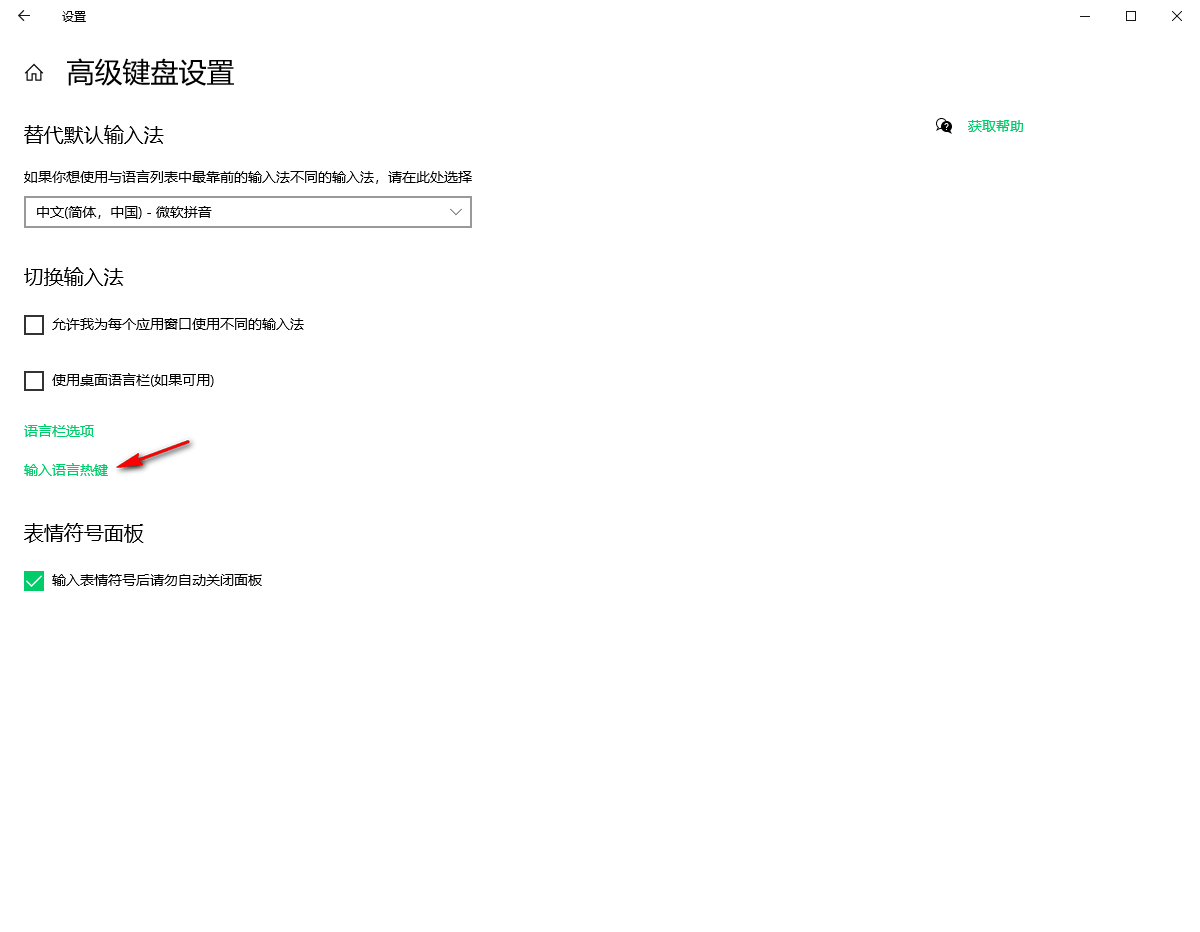 设置
高级键盘设置
替代默认输入法
获取帮助
如果你想使用与语言列表中最靠前的输入法不同的输入法，请在此处选择
中文(简体，中国) - 微软拼音
切换输入法
允许我为每个应用窗口使用不同的输入法
使用桌面语言栏(如果可用)
语言栏选项
输入语言热键
表情符号面板
输入表情符号后请勿自动关闭面板